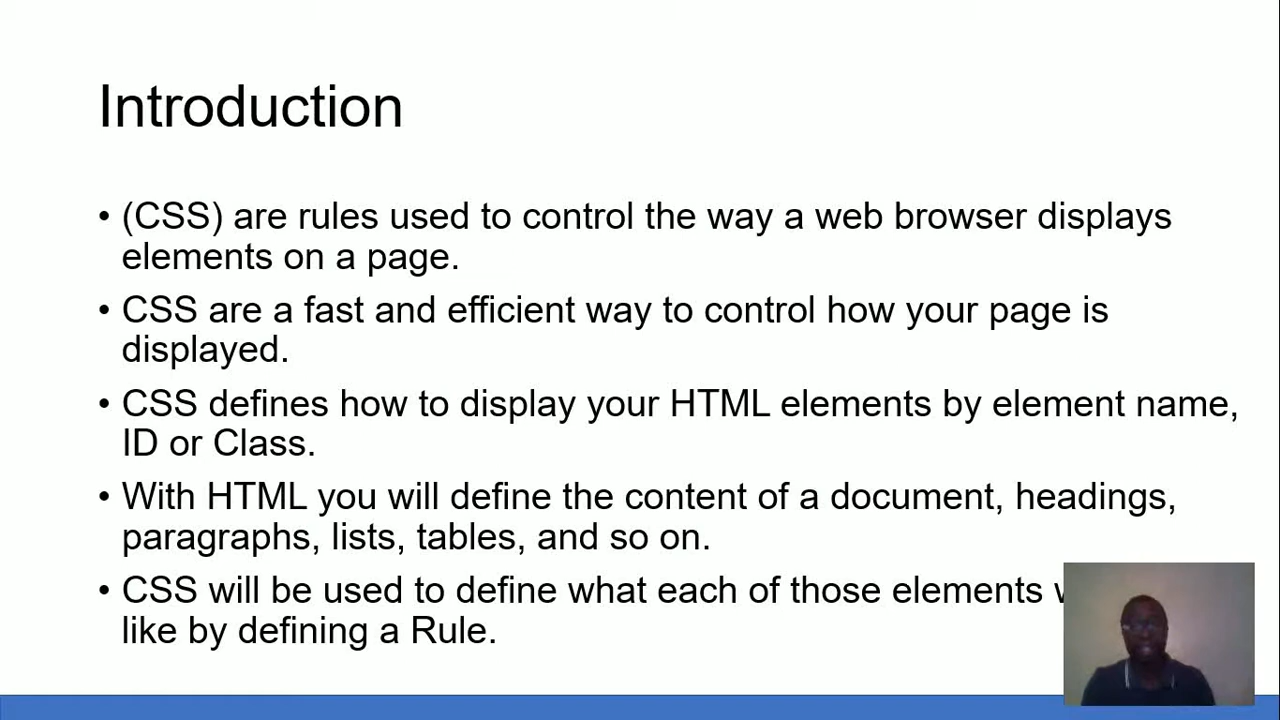 Introduction
• (CSS) are rules used to control the way a web browser displays
elements on a page.
• CSS are a fast and efficient way to control how your page is
displayed.
• CSS defines how to display your HTML elements by element name,
ID or Class.
• With HTML you will define the content of a document, headings,
paragraphs, lists, tables, and so on.
• CSS will be used to define what each of those elements
like by defining a Rule.